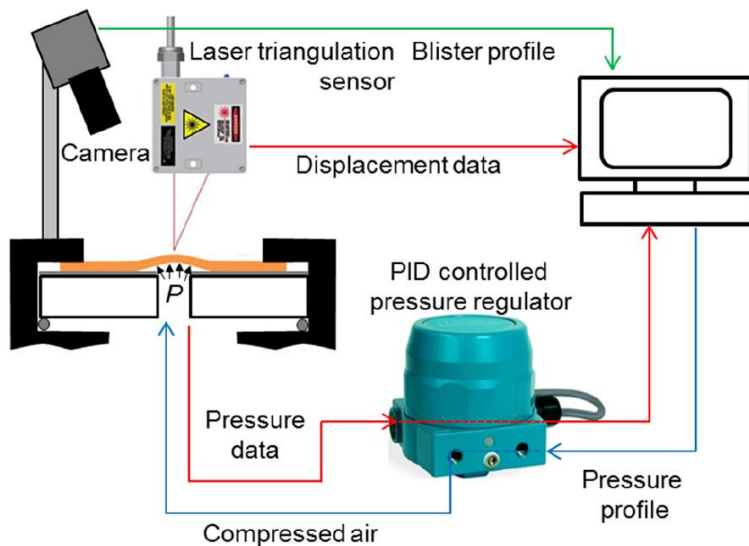 Laser triangulation
sensor
Blister profile
Camera
Displacement data
P
PID controlled
pressure regulator
Pressure
data
Pressure
profile
Compressed air